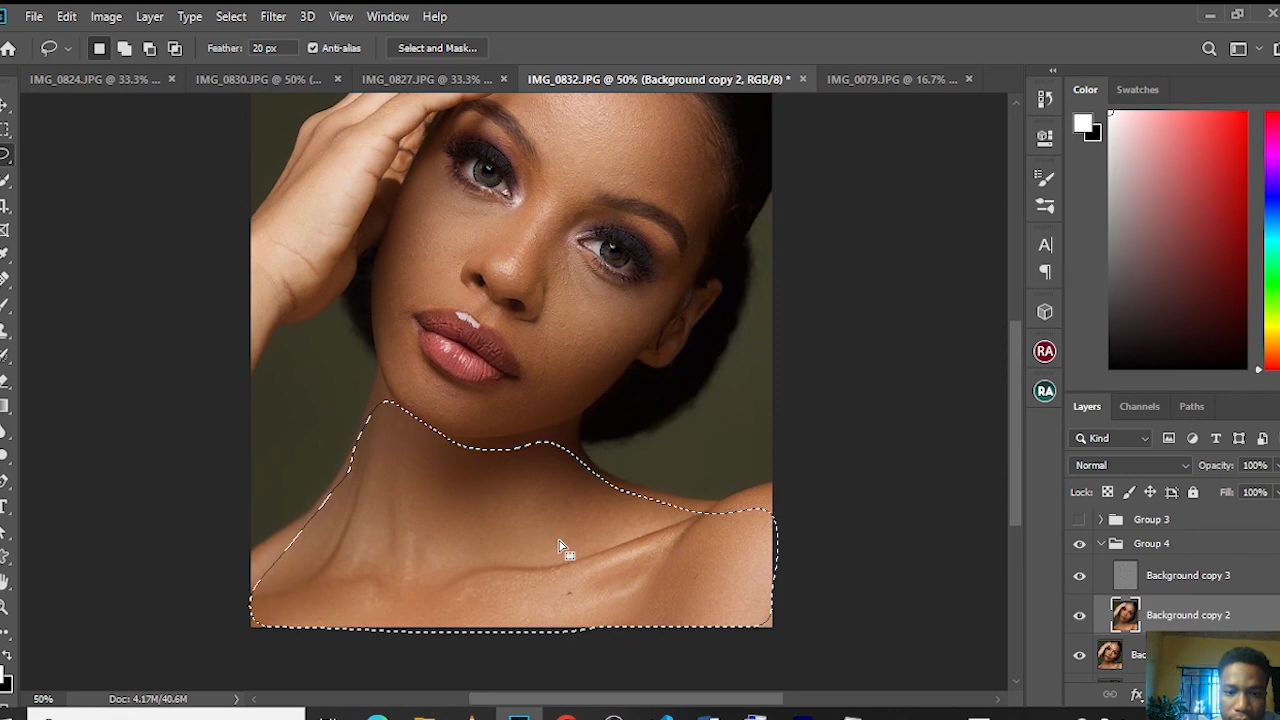 File Edit Image Layer Type Select Filter 3D View Window Help
Feather: 20 px Anti-alias Select and Mask...
IMG_0824.JPG @ 33.3% ... × IMG_0830.JPG @ 50% (... × IMG_0827.JPG @ 33.3% ... × IMG_0832.JPG @ 50% (Background copy 2, RGB/8) * × IMG_0079.JPG @ 16.7% ... ×
Color Swatches
A
RA
RA
Layers Channels Paths
Kind
Normal Opacity: 100%
Lock: Fill: 100%
Group 3
Group 4
Background copy 3
Background copy 2
fx
50% Doc: 4.17M/40.6M